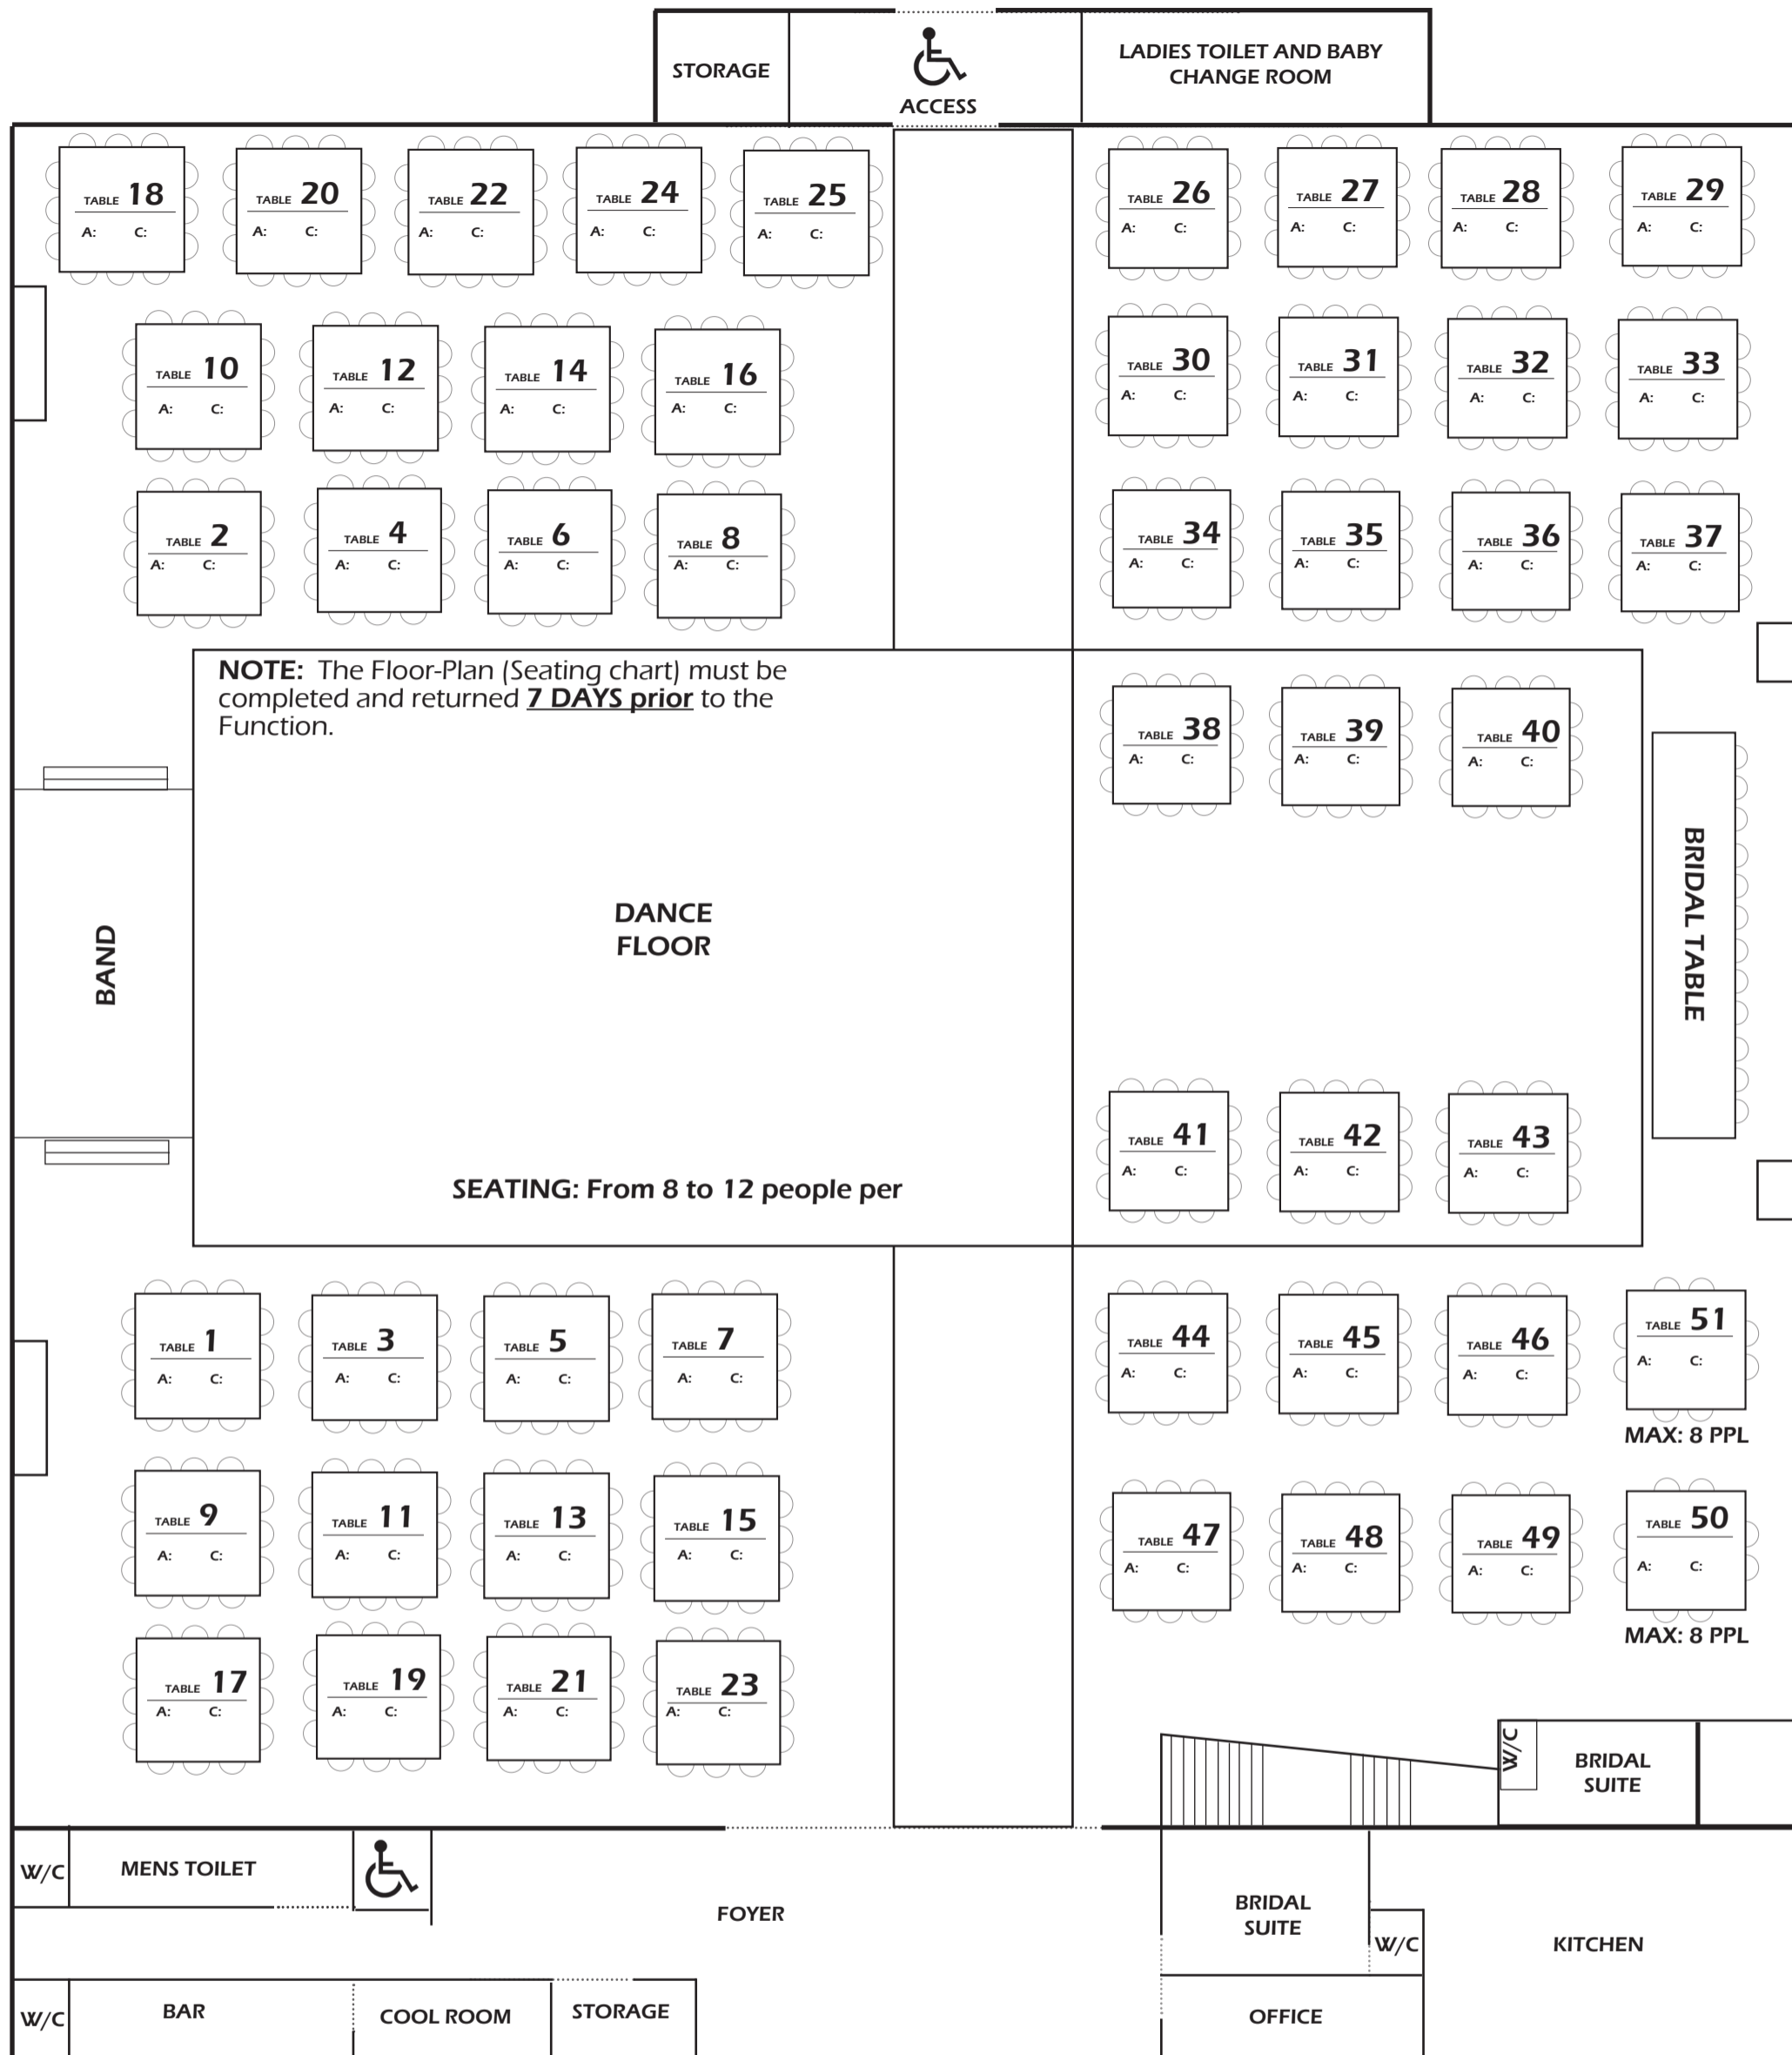 STORAGE
ACCESS
LADIES TOILET AND BABY
CHANGE ROOM
TABLE 18
A: C:
TABLE 20
A: C:
TABLE 22
A: C:
TABLE 24
A: C:
TABLE 25
A: C:
TABLE 26
A: C:
TABLE 27
A: C:
TABLE 28
A: C:
TABLE 29
A: C:
TABLE 10
A: C:
TABLE 12
A: C:
TABLE 14
A: C:
TABLE 16
A: C:
TABLE 30
A: C:
TABLE 31
A: C:
TABLE 32
A: C:
TABLE 33
A: C:
TABLE 2
A: C:
TABLE 4
A: C:
TABLE 6
A: C:
TABLE 8
A: C:
TABLE 34
A: C:
TABLE 35
A: C:
TABLE 36
A: C:
TABLE 37
A: C:
NOTE: The Floor-Plan (Seating chart) must be
completed and returned 7 DAYS prior to the
Function.
TABLE 38
A: C:
TABLE 39
A: C:
TABLE 40
A: C:
BAND
DANCE
FLOOR
BRIDAL TABLE
SEATING: From 8 to 12 people per
TABLE 41
A: C:
TABLE 42
A: C:
TABLE 43
A: C:
TABLE 1
A: C:
TABLE 3
A: C:
TABLE 5
A: C:
TABLE 7
A: C:
TABLE 44
A: C:
TABLE 45
A: C:
TABLE 46
A: C:
TABLE 51
A: C:
MAX: 8 PPL
TABLE 9
A: C:
TABLE 11
A: C:
TABLE 13
A: C:
TABLE 15
A: C:
TABLE 47
A: C:
TABLE 48
A: C:
TABLE 49
A: C:
TABLE 50
A: C:
MAX: 8 PPL
TABLE 17
A: C:
TABLE 19
A: C:
TABLE 21
A: C:
TABLE 23
A: C:
W/C
BRIDAL
SUITE
W/C
MENS TOILET
FOYER
BRIDAL
SUITE
W/C
KITCHEN
W/C
BAR
COOL ROOM
STORAGE
OFFICE